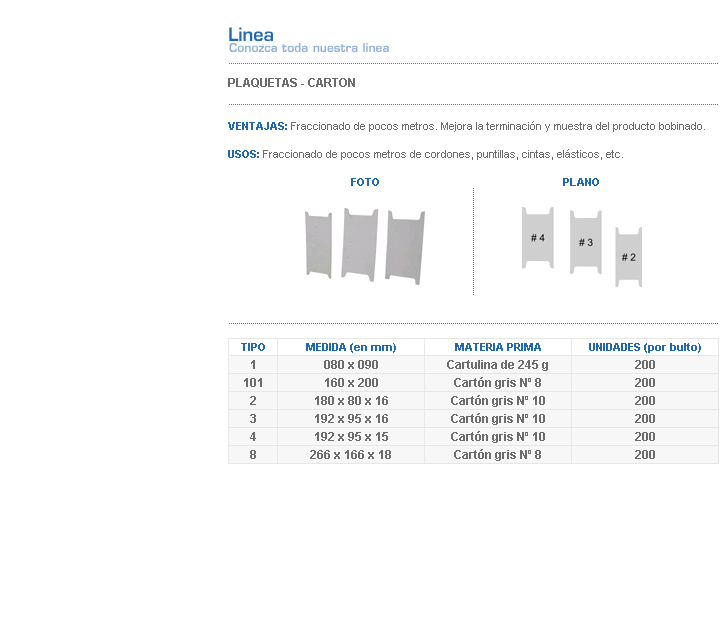 Linea
Conozca toda nuestra linea
PLAQUETAS - CARTON
VENTAJAS: Fraccionado de pocos metros. Mejora la terminación y muestra del producto bobinado.
USOS: Fraccionado de pocos metros de cordones, puntillas, cintas, elásticos, etc.
FOTO PLANO
# 4 # 3 # 2
TIPO MEDIDA (en mm) MATERIA PRIMA UNIDADES (por bulto)
1 080 x 090 Cartulina de 245 g 200
101 160 x 200 Cartón gris Nº 8 200
2 180 x 80 x 16 Cartón gris Nº 10 200
3 192 x 95 x 16 Cartón gris Nº 10 200
4 192 x 95 x 15 Cartón gris Nº 10 200
8 266 x 166 x 18 Cartón gris Nº 8 200